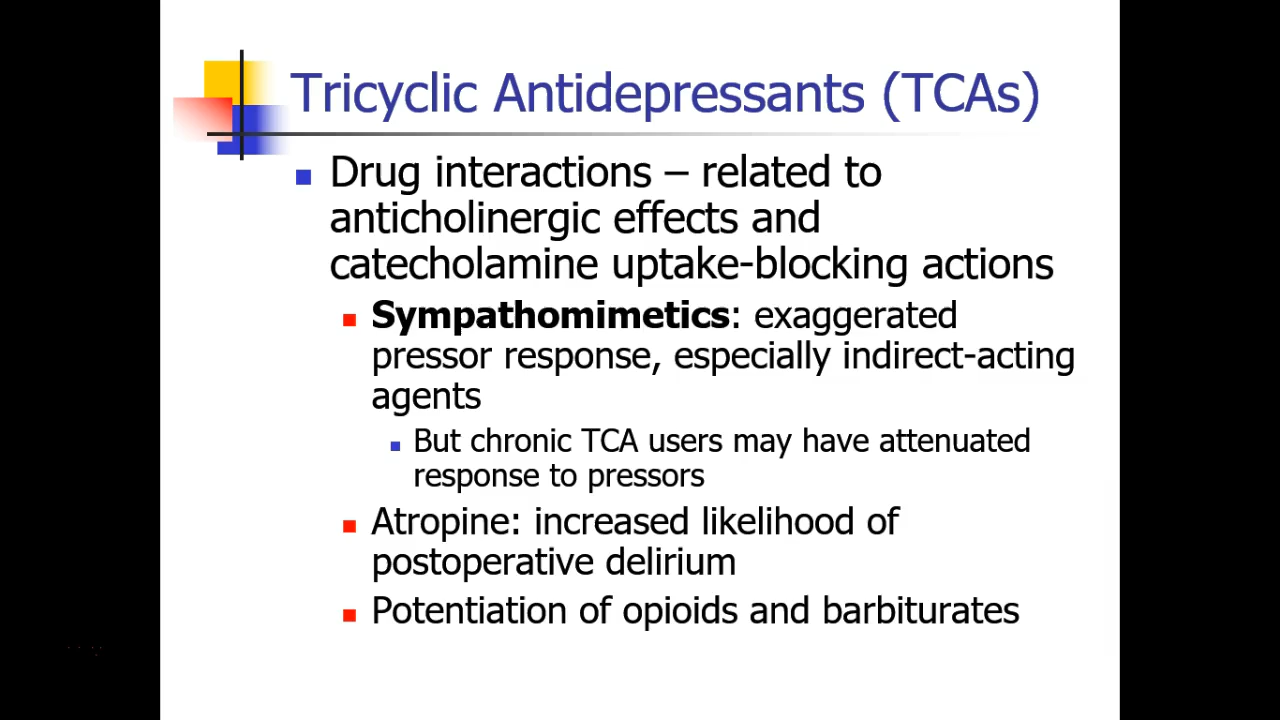 Tricyclic Antidepressants (TCAs)
Drug interactions – related to
anticholinergic effects and
catecholamine uptake-blocking actions
Sympathomimetics: exaggerated
pressor response, especially indirect-acting
agents
But chronic TCA users may have attenuated
response to pressors
Atropine: increased likelihood of
postoperative delirium
Potentiation of opioids and barbiturates